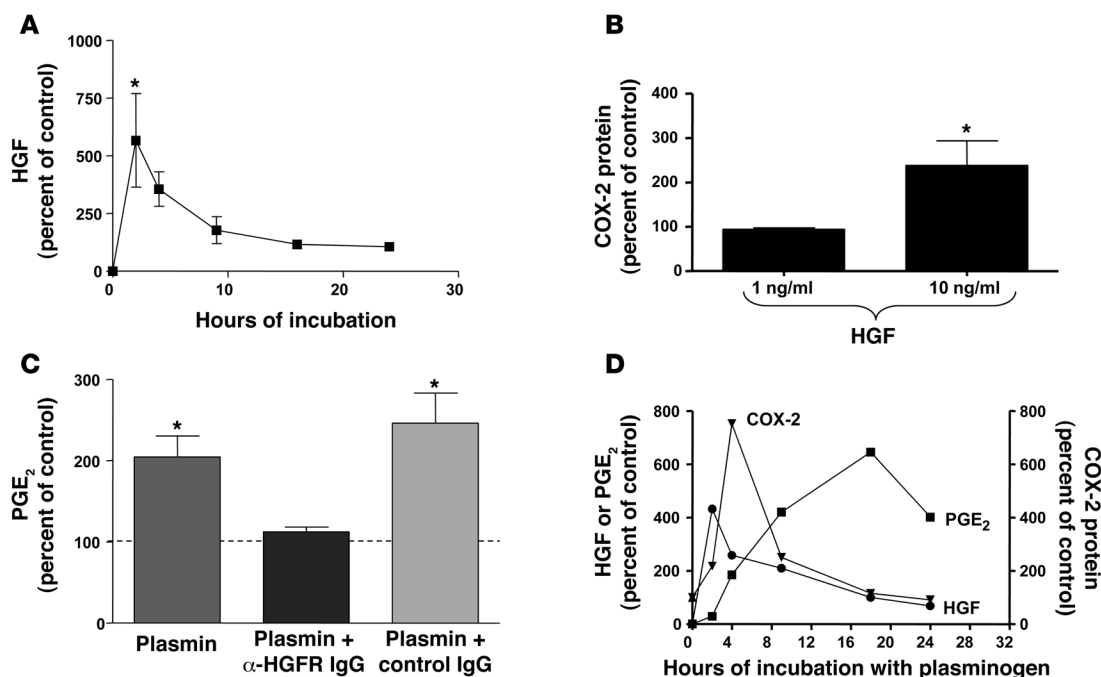 A
HGF
(percent of control)
1000
750
500
250
0
*
0
10
20
30
Hours of incubation
B
COX-2 protein
(percent of control)
400
300
200
100
0
*
1 ng/ml
10 ng/ml
HGF
C
PGE2
(percent of control)
300
200
100
0
*
*
Plasmin
Plasmin +
α-HGFR IgG
Plasmin +
control IgG
D
HGF or PGE2
(percent of control)
800
600
400
200
0
COX-2
PGE2
HGF
800
600
400
200
0
COX-2 protein
(percent of control)
0
4
8
12
16
20
24
28
32
Hours of incubation with plasminogen